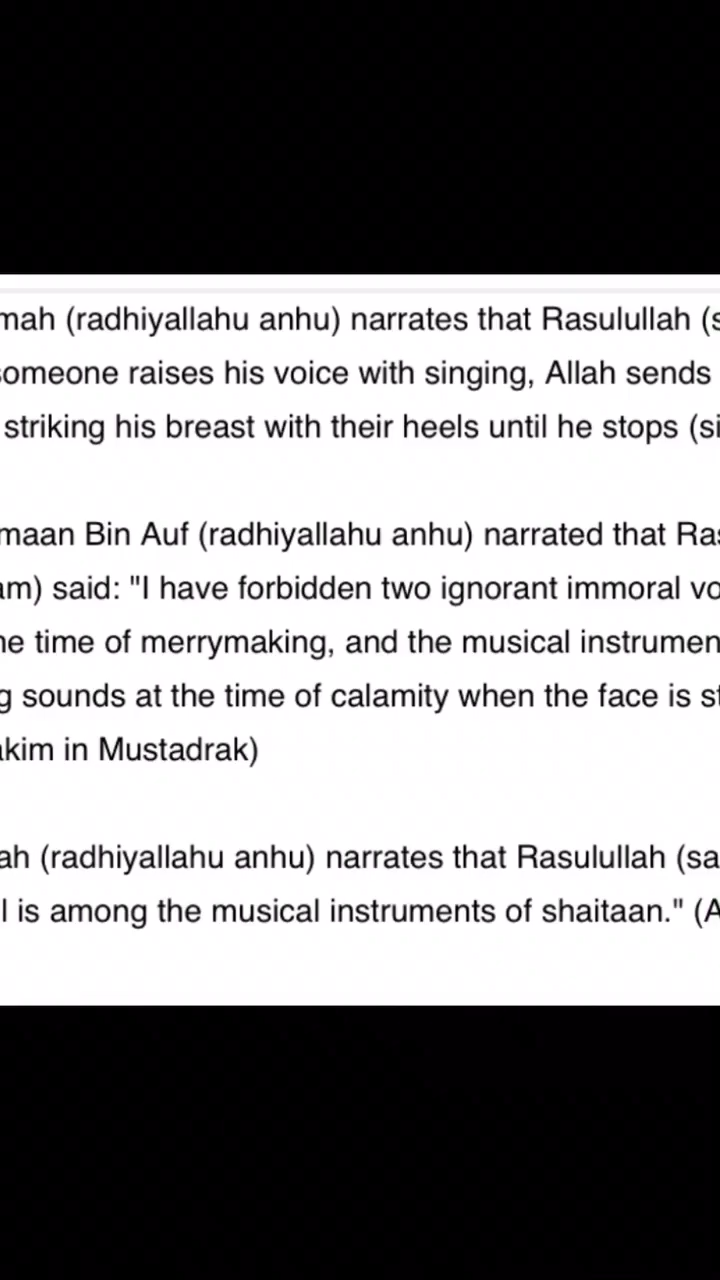 mah (radhiyallahu anhu) narrates that Rasulullah (s
omeone raises his voice with singing, Allah sends
striking his breast with their heels until he stops (si
maan Bin Auf (radhiyallahu anhu) narrated that Ras
am) said: "I have forbidden two ignorant immoral vo
he time of merrymaking, and the musical instrumen
g sounds at the time of calamity when the face is st
akim in Mustadrak)
ah (radhiyallahu anhu) narrates that Rasulullah (sa
l is among the musical instruments of shaitaan." (A